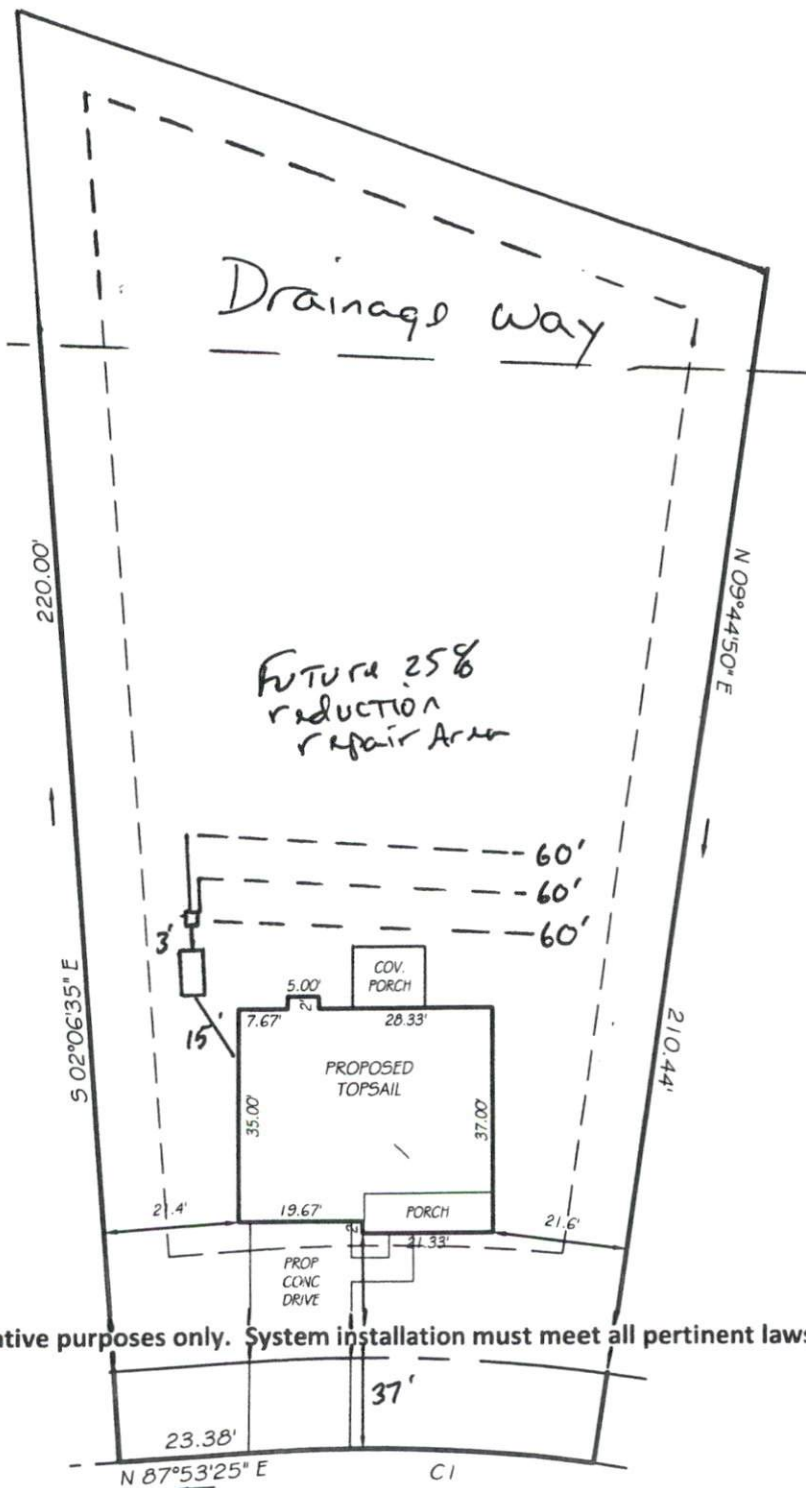 Drainage way
220.00'
N 09°44'50" E
Future 25%
reduction
repair Area
60'
60'
60'
3'
COV.
PORCH
5.00'
2'
7.67'
28.33'
15'
S 02°06'35" E
PROPOSED
TOPSAIL
210.44'
35.00'
37.00'
21.4'
19.67'
PORCH
21.6'
2'
21.33'
PROP
CONC
DRIVE
ative purposes only. System installation must meet all pertinent laws
37'
23.38'
N 87°53'25" E
C1